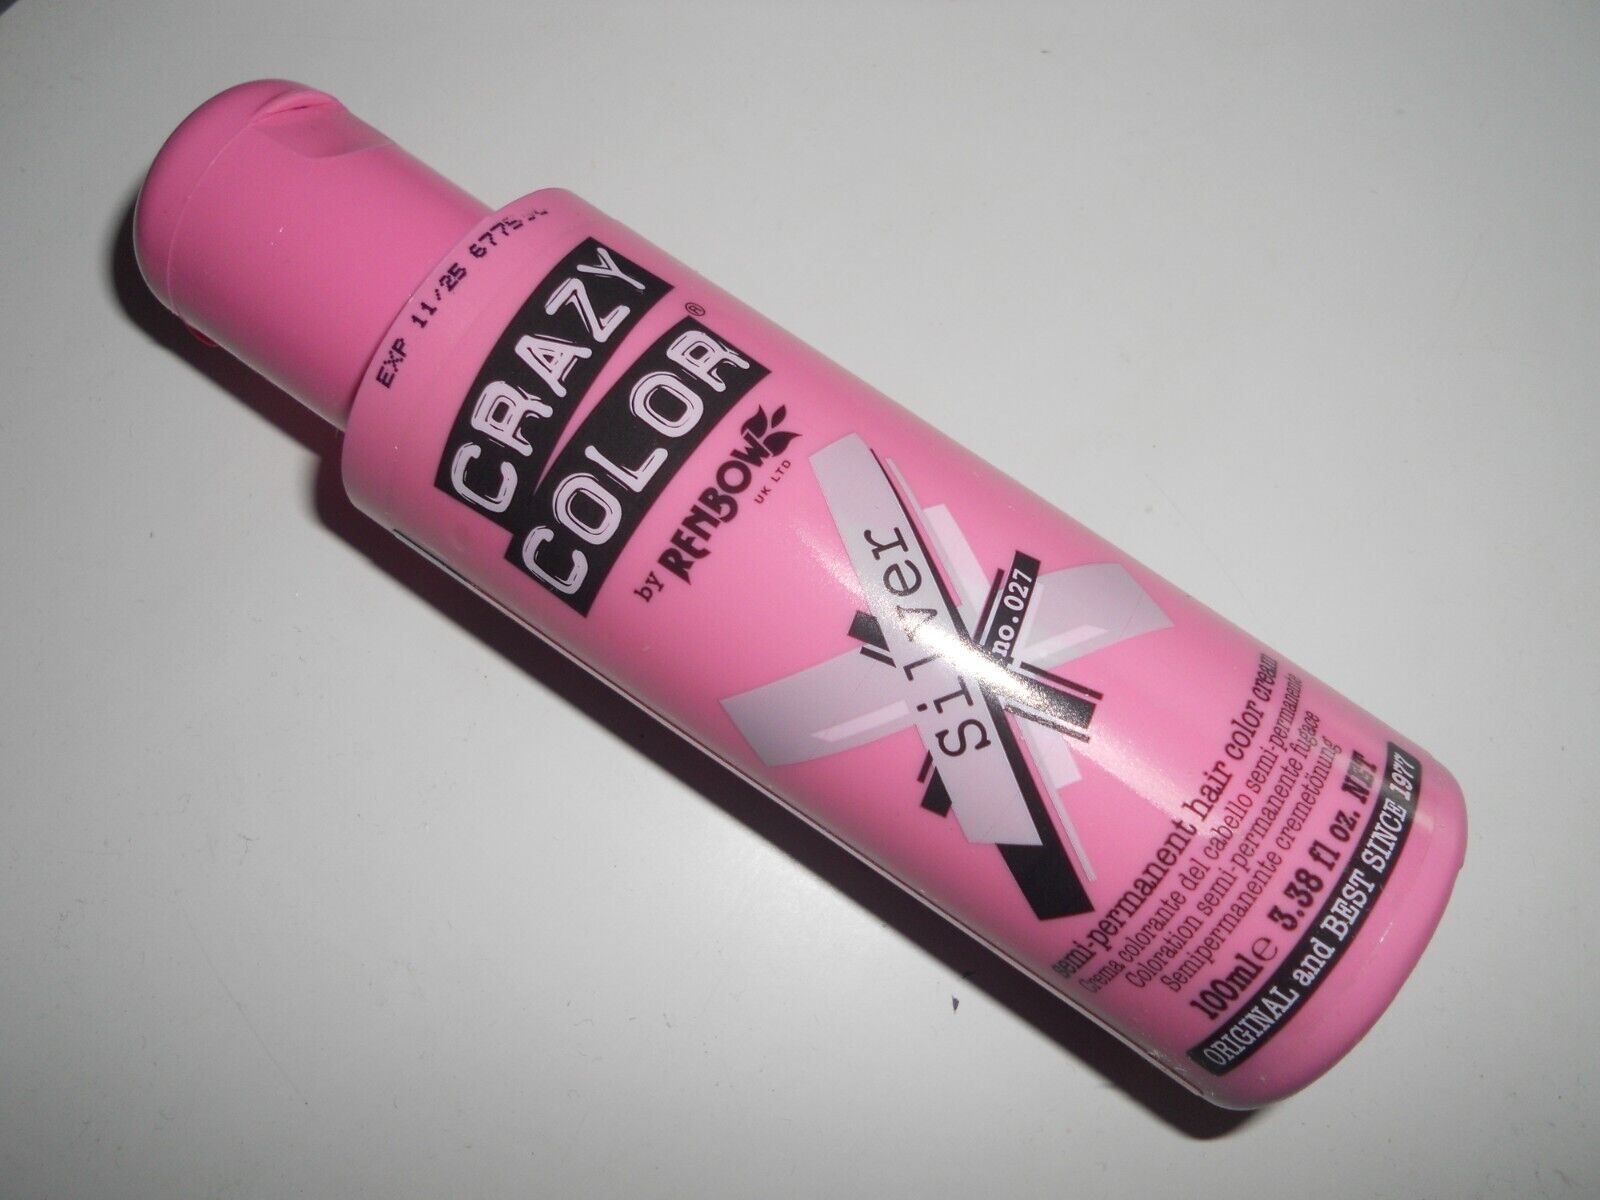 EXP 11/25
CRAZY
COLOR®
by RENBOW
UK LTD
Silver
no.027
semi-permanent hair color cream
Crema colorante del cabello semi-permanente
Coloration semi-permanente fugace
Semipermanente cremetönung
100ml e 3.38 fl oz. NET
ORIGINAL and BEST SINCE 1977